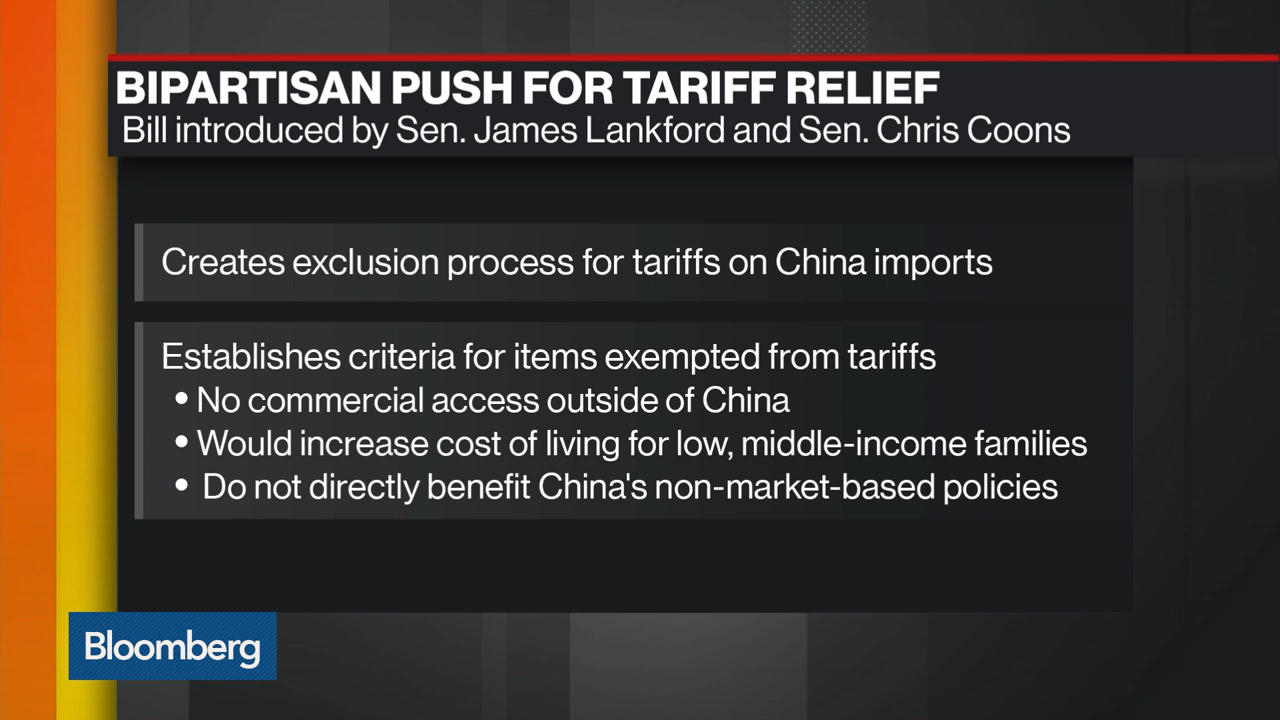 BIPARTISAN PUSH FOR TARIFF RELIEF
Bill introduced by Sen. James Lankford and Sen. Chris Coons
Creates exclusion process for tariffs on China imports
Establishes criteria for items exempted from tariffs
• No commercial access outside of China
• Would increase cost of living for low, middle-income families
• Do not directly benefit China's non-market-based policies
Bloomberg